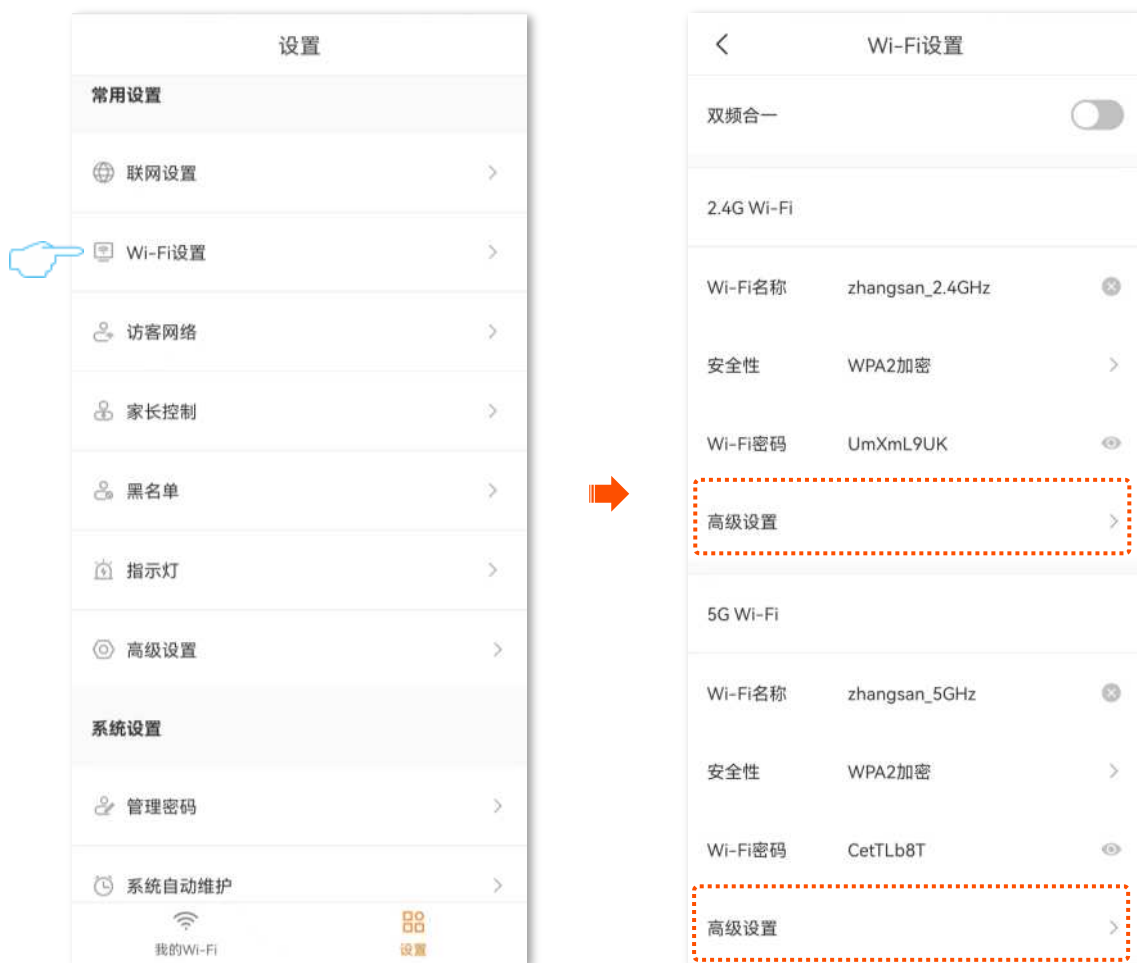 设置
常用设置
联网设置
Wi-Fi设置
访客网络
家长控制
黑名单
指示灯
高级设置
系统设置
管理密码
系统自动维护
我的Wi-Fi
设置
Wi-Fi设置
双频合一
2.4G Wi-Fi
Wi-Fi名称 zhangsan_2.4GHz
安全性 WPA2加密
Wi-Fi密码 UmXmL9UK
高级设置
5G Wi-Fi
Wi-Fi名称 zhangsan_5GHz
安全性 WPA2加密
Wi-Fi密码 CetTLb8T
高级设置